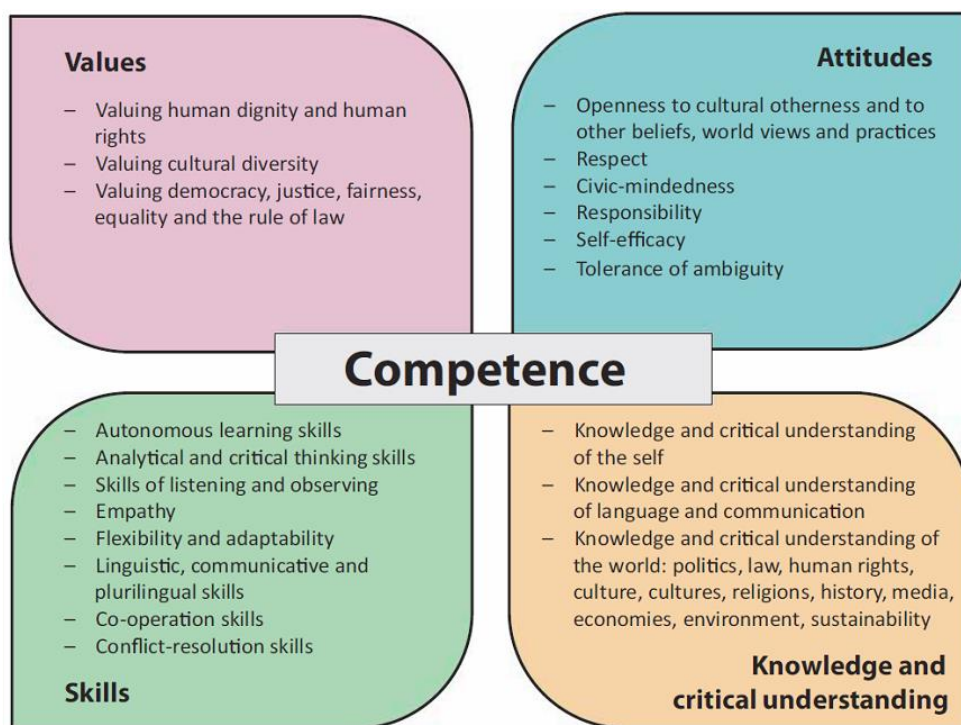 Values
– Valuing human dignity and human
rights
– Valuing cultural diversity
– Valuing democracy, justice, fairness,
equality and the rule of law
Attitudes
– Openness to cultural otherness and to
other beliefs, world views and practices
– Respect
– Civic-mindedness
– Responsibility
– Self-efficacy
– Tolerance of ambiguity
Competence
– Autonomous learning skills
– Analytical and critical thinking skills
– Skills of listening and observing
– Empathy
– Flexibility and adaptability
– Linguistic, communicative and
plurilingual skills
– Co-operation skills
– Conflict-resolution skills
Skills
– Knowledge and critical understanding
of the self
– Knowledge and critical understanding
of language and communication
– Knowledge and critical understanding of
the world: politics, law, human rights,
culture, cultures, religions, history, media,
economies, environment, sustainability
Knowledge and
critical understanding